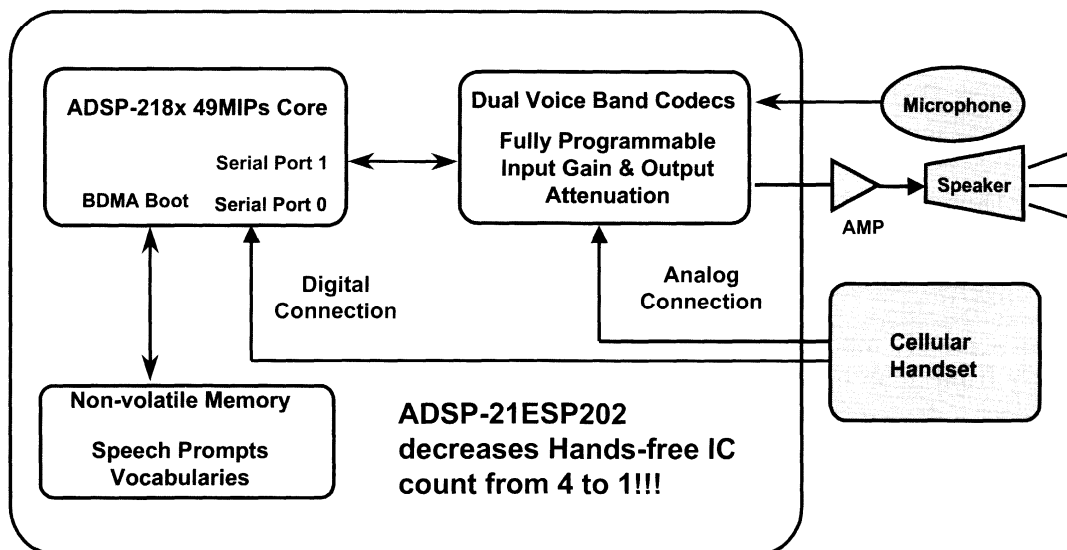 ADSP-218x 49MIPs Core
Serial Port 1
BDMA Boot
Serial Port 0
Dual Voice Band Codecs
Fully Programmable
Input Gain & Output
Attenuation
Microphone
Speaker
AMP
Digital
Connection
Analog
Connection
Cellular
Handset
Non-volatile Memory
Speech Prompts
Vocabularies
ADSP-21ESP202
decreases Hands-free IC
count from 4 to 1!!!